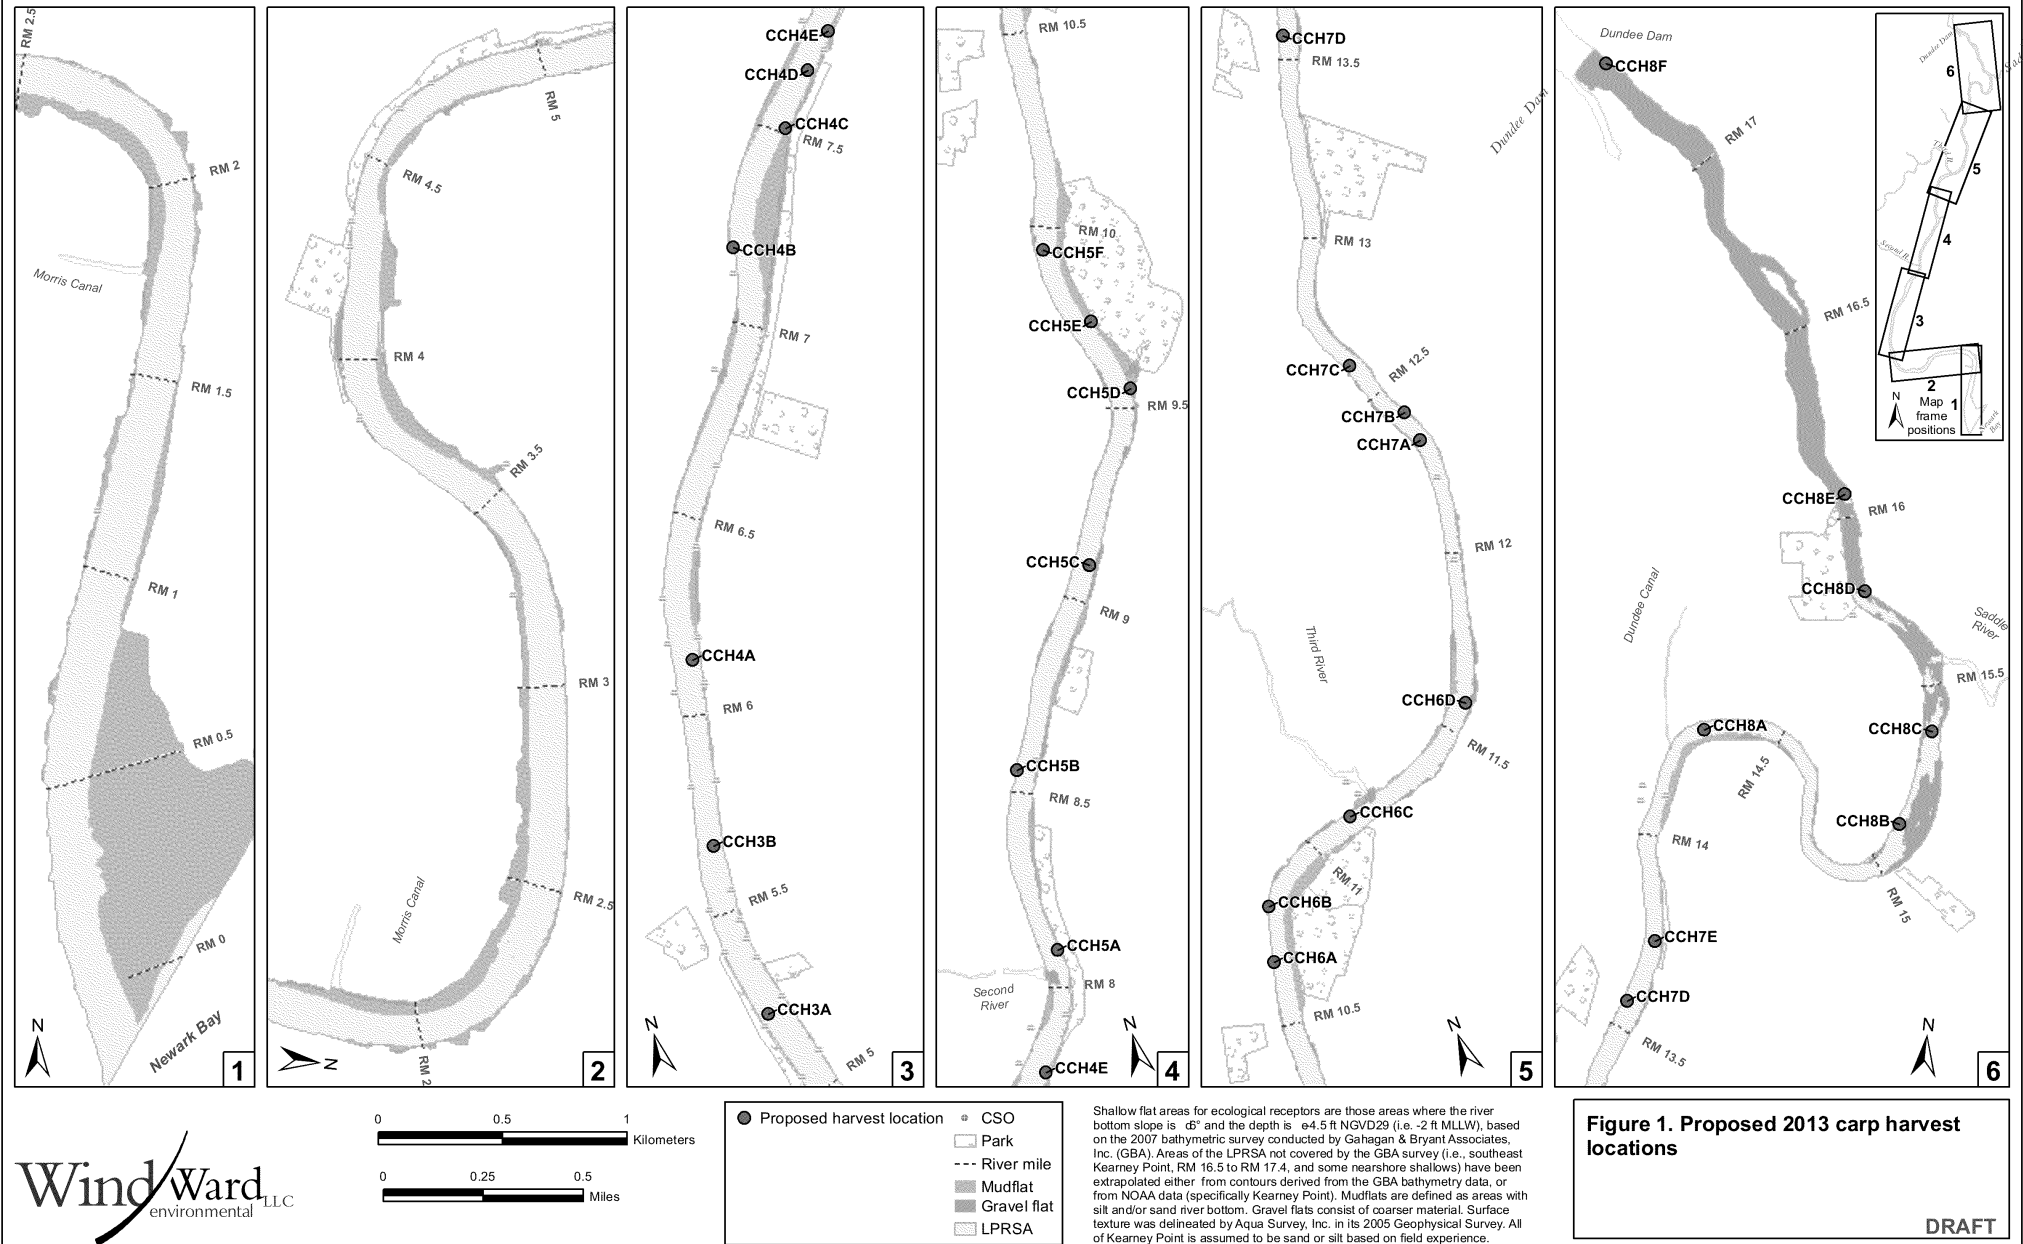 RM 2.5
RM 2
Morris Canal
RM 1.5
RM 1
RM 0.5
RM 0
Newark Bay
N
1
RM 5
RM 4.5
RM 4
RM 3.5
RM 3
RM 2.5
Morris Canal
RM 2
N
2
CCH4E
CCH4D
CCH4C
RM 7.5
CCH4B
RM 7
RM 6.5
CCH4A
RM 6
CCH3B
RM 5.5
CCH3A
RM 5
N
3
RM 10.5
RM 10
CCH5F
CCH5E
CCH5D
RM 9.5
CCH5C
RM 9
CCH5B
RM 8.5
CCH5A
RM 8
Second
River
CCH4E
N
4
CCH7D
RM 13.5
Dundee Dam
RM 13
CCH7C
RM 12.5
CCH7B
CCH7A
RM 12
Third River
CCH6D
RM 11.5
CCH6C
RM 11
CCH6B
CCH6A
RM 10.5
N
5
Dundee Dam
CCH8F
RM 17
RM 16.5
CCH8E
RM 16
CCH8D
Dundee Canal
Saddle
River
RM 15.5
CCH8A
CCH8C
RM 14.5
CCH8B
RM 14
RM 15
CCH7E
CCH7D
RM 13.5
N
6
Dundee Dam
6
Third R.
5
4
Second R.
3
2
1
N
Map
frame
positions
Newark
Bay
Wind Ward LLC
environmental
0 0.5 1
Kilometers
0 0.25 0.5
Miles
Proposed harvest location
CSO
Park
River mile
Mudflat
Gravel flat
LPRSA
Shallow flat areas for ecological receptors are those areas where the river
bottom slope is 6° and the depth is -4.5 ft NGVD29 (i.e. -2 ft MLLW), based
on the 2007 bathymetric survey conducted by Gahagan & Bryant Associates,
Inc. (GBA). Areas of the LPRSA not covered by the GBA survey (i.e., southeast
Kearney Point, RM 16.5 to RM 17.4, and some nearshore shallows) have been
extrapolated either from contours derived from the GBA bathymetry data, or
from NOAA data (specifically Kearney Point). Mudflats are defined as areas with
silt and/or sand river bottom. Gravel flats consist of coarser material. Surface
texture was delineated by Aqua Survey, Inc. in its 2005 Geophysical Survey. All
of Kearney Point is assumed to be sand or silt based on field experience.
Figure 1. Proposed 2013 carp harvest
locations
DRAFT